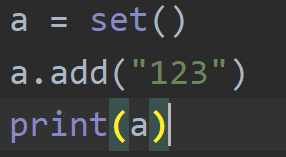 a = set()
a.add("123")
print(a)